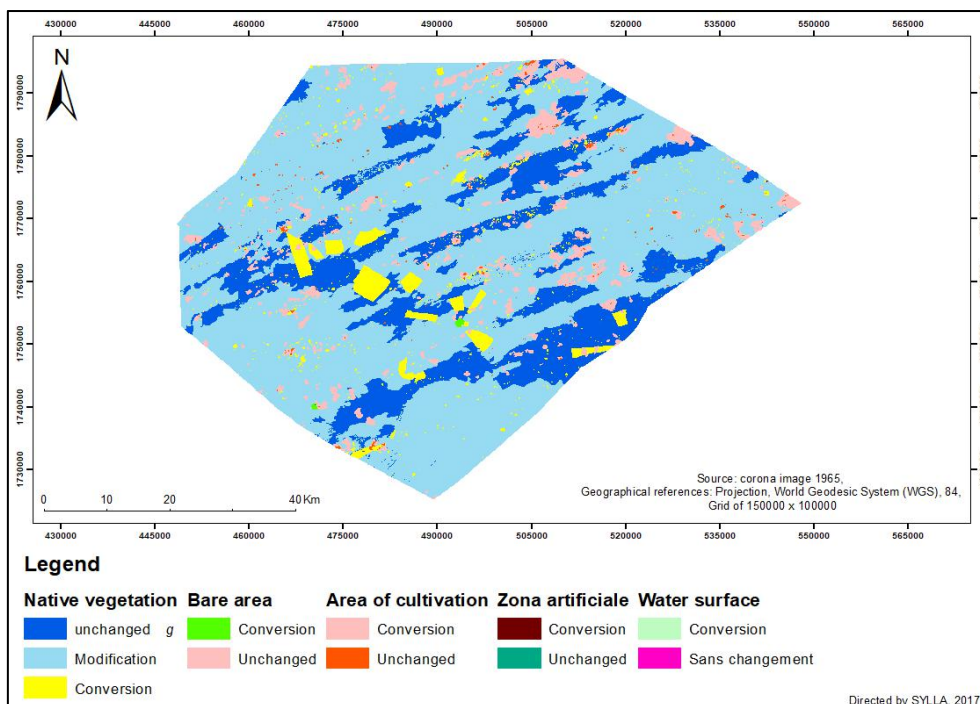 430000 445000 460000 475000 490000 505000 520000 535000 550000 565000
N
1790000
1780000
1770000
1760000
1750000
1740000
1730000
0 10 20 40 Km
Source: corona image 1965,
Geographical references: Projection, World Geodesic System (WGS), 84,
Grid of 150000 x 100000
430000 445000 460000 475000 490000 505000 520000 535000 550000 565000
Legend
Native vegetation Bare area Area of cultivation Zona artificiale Water surface
unchanged g Conversion Conversion Conversion Conversion
Modification Unchanged Unchanged Unchanged Sans changement
Conversion
Directed by SYLLA, 2017